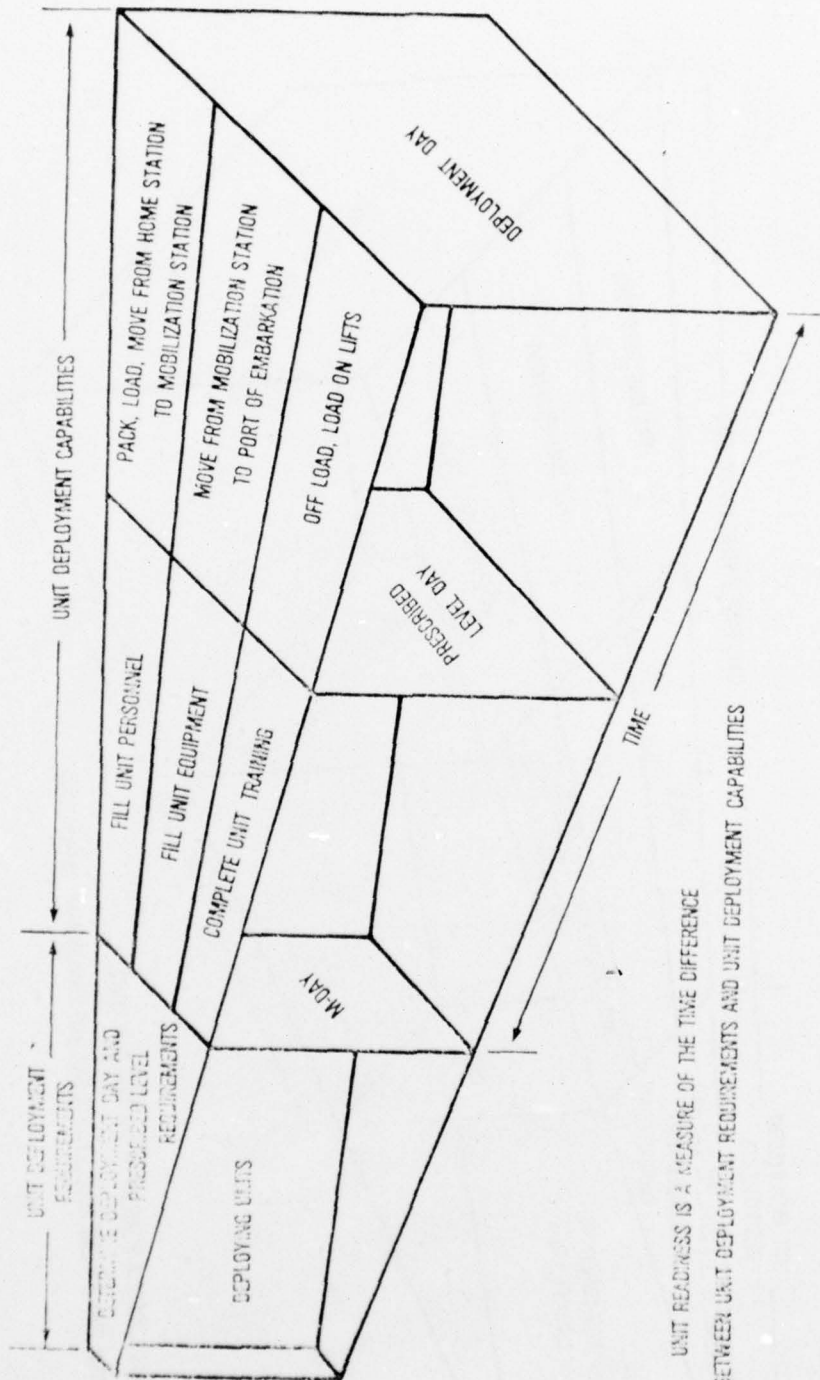 UNIT DEPLOYMENT
REQUIREMENTS
UNIT DEPLOYMENT CAPABILITIES
DETERMINE DEPLOYMENT DAY AND
PRESCRIBED LEVEL
REQUIREMENTS
FILL UNIT PERSONNEL
FILL UNIT EQUIPMENT
COMPLETE UNIT TRAINING
PACK, LOAD, MOVE FROM HOME STATION
TO MOBILIZATION STATION
MOVE FROM MOBILIZATION STATION
TO PORT OF EMBARKATION
OFF LOAD, LOAD ON LIFTS
DEPLOYING UNITS
M-DAY
PRESCRIBED
LEVEL DAY
DEPLOYMENT DAY
TIME
UNIT READINESS IS A MEASURE OF THE TIME DIFFERENCE
BETWEEN UNIT DEPLOYMENT REQUIREMENTS AND UNIT DEPLOYMENT CAPABILITIES